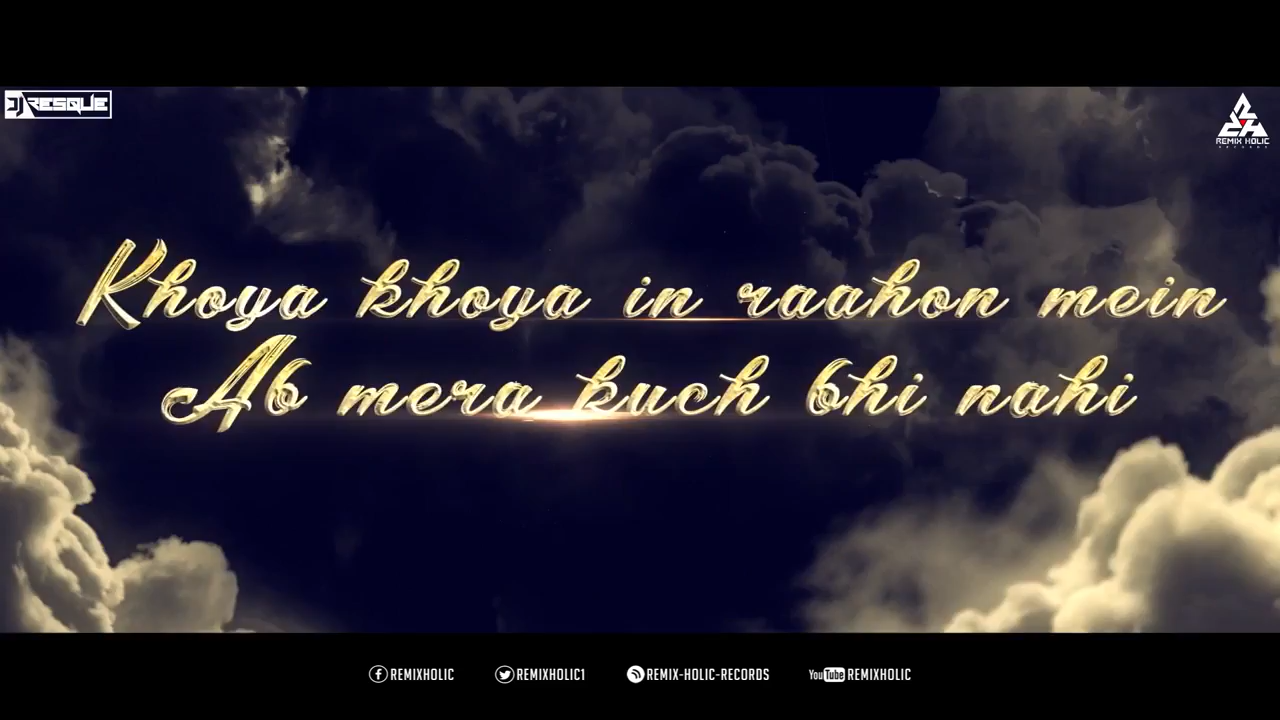 DJ RESQUE
REMIX HOLIC
RECORDS
Khoya khoya in raahon mein
Ab mera kuch bhi nahi
REMIXHOLIC
REMIXHOLIC1
REMIX-HOLIC-RECORDS
YouTube REMIXHOLIC